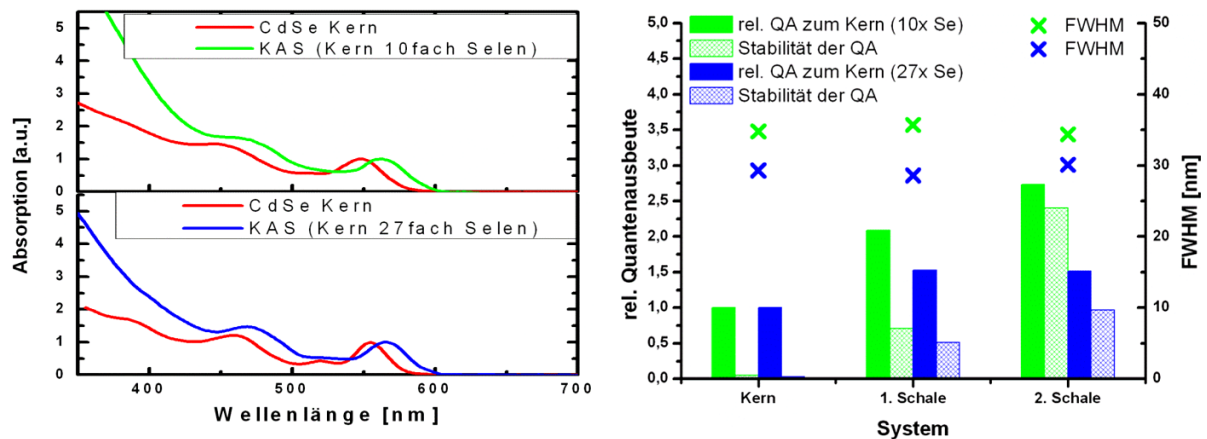 CdSe Kern
KAS (Kern 10fach Selen)
5
4
3
2
1
0
CdSe Kern
KAS (Kern 27fach Selen)
5
4
3
2
1
0
400 500 600 700
Absorption [a.u.]
Wellenlänge [nm]
rel. QA zum Kern (10x Se)
Stabilität der QA
rel. QA zum Kern (27x Se)
Stabilität der QA
FWHM
FWHM
5,0
4,5
4,0
3,5
3,0
2,5
2,0
1,5
1,0
0,5
0,0
rel. Quantenausbeute
50
40
30
20
10
0
FWHM [nm]
Kern 1. Schale 2. Schale
System